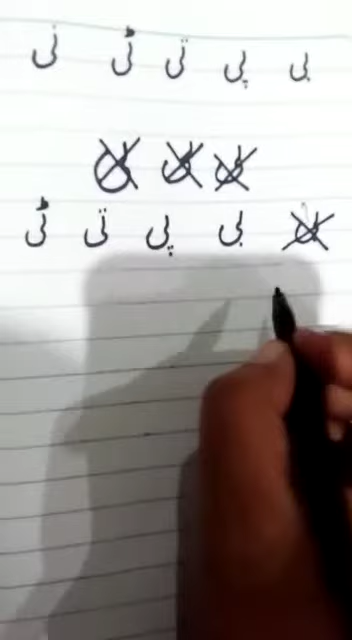 بی پی تی ٹی نی
بی پی تی ٹی